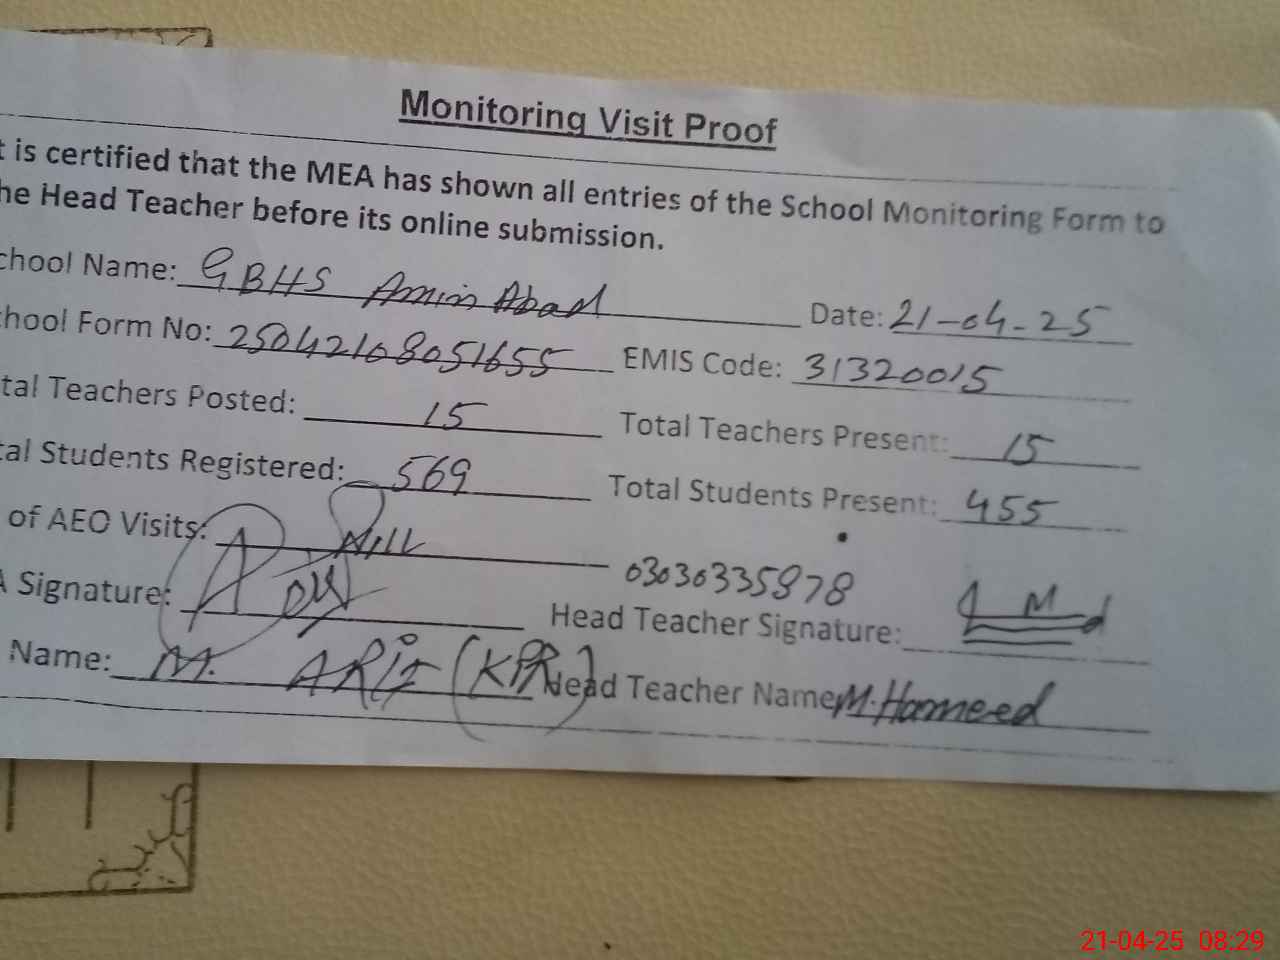 Monitoring Visit Proof
t is certified that the MEA has shown all entries of the School Monitoring Form to
he Head Teacher before its online submission.
chool Name: GBHS Amin Abad Date: 21-04-25
chool Form No: 25042108051655 EMIS Code: 31320015
tal Teachers Posted: 15 Total Teachers Present: 15
tal Students Registered: 569 Total Students Present: 455
of AEO Visits: Nill
03030335878
A Signature: Head Teacher Signature:
Name: M. ARIF (KPR) Head Teacher Name M.Hameed
21-04-25 08:29